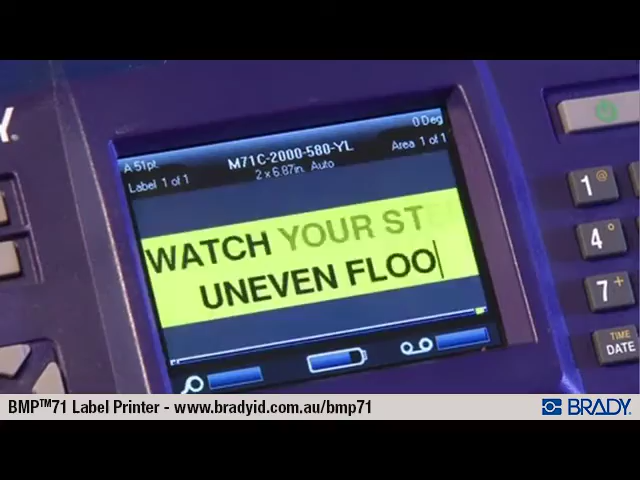 Y.
A 51pt.
M71C-2000-580-YL
0 Deg
Label 1 of 1
2 x 6.87in. Auto
Area 1 of 1
WATCH YOUR ST
UNEVEN FLOO
1 @
4 °
7 +
TIME
DATE
BMP™71 Label Printer - www.bradyid.com.au/bmp71
BRADY.